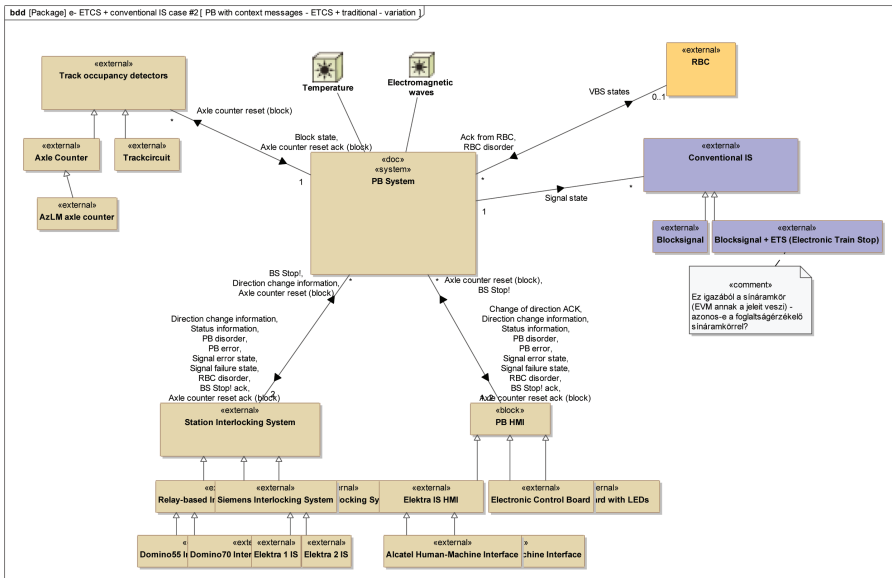 bdd [Package] e- ETCS + conventional IS case #2 [ PB with context messages - ETCS + traditional - variation ]
«external»
Track occupancy detectors
Temperature
Electromagnetic
waves
«external»
RBC
VBS states
0..1
Axle counter reset (block)
*
Block state,
Axle counter reset ack (block)
1
Ack from RBC,
RBC disorder
*
«external»
Axle Counter
«external»
Trackcircuit
«external»
AzLM axle counter
«doc»
«system»
PB System
«external»
Conventional IS
1
Signal state
*
«external»
Blocksignal
«external»
Blocksignal + ETS (Electronic Train Stop)
«comment»
Ez igazából a sínáramkör
(EVM annak a jeleit veszi) -
azonos-e a foglaltságérzékelő
sínáramkörrel?
BS Stop!,
Direction change information,
Axle counter reset (block)
*
*
Axle counter reset (block),
BS Stop!
Direction change information,
Status information,
PB disorder,
PB error,
Signal error state,
Signal failure state,
RBC disorder,
BS Stop! ack,
Axle counter reset ack (block)
2
Change of direction ACK,
Direction change information,
Status information,
PB disorder,
PB error,
Signal error state,
Signal failure state,
RBC disorder,
BS Stop! ack,
Axle counter reset ack (block)
«external»
Station Interlocking System
«block»
PB HMI
Relay-based
«external»
Siemens Interlocking System
«external»
Elektra IS HMI
«external»
Electronic Control Board
with LEDs
Domino55
Domino70
«external»
Elektra 1 IS
«external»
Elektra 2 IS
«external»
Alcatel Human-Machine Interface
Interface